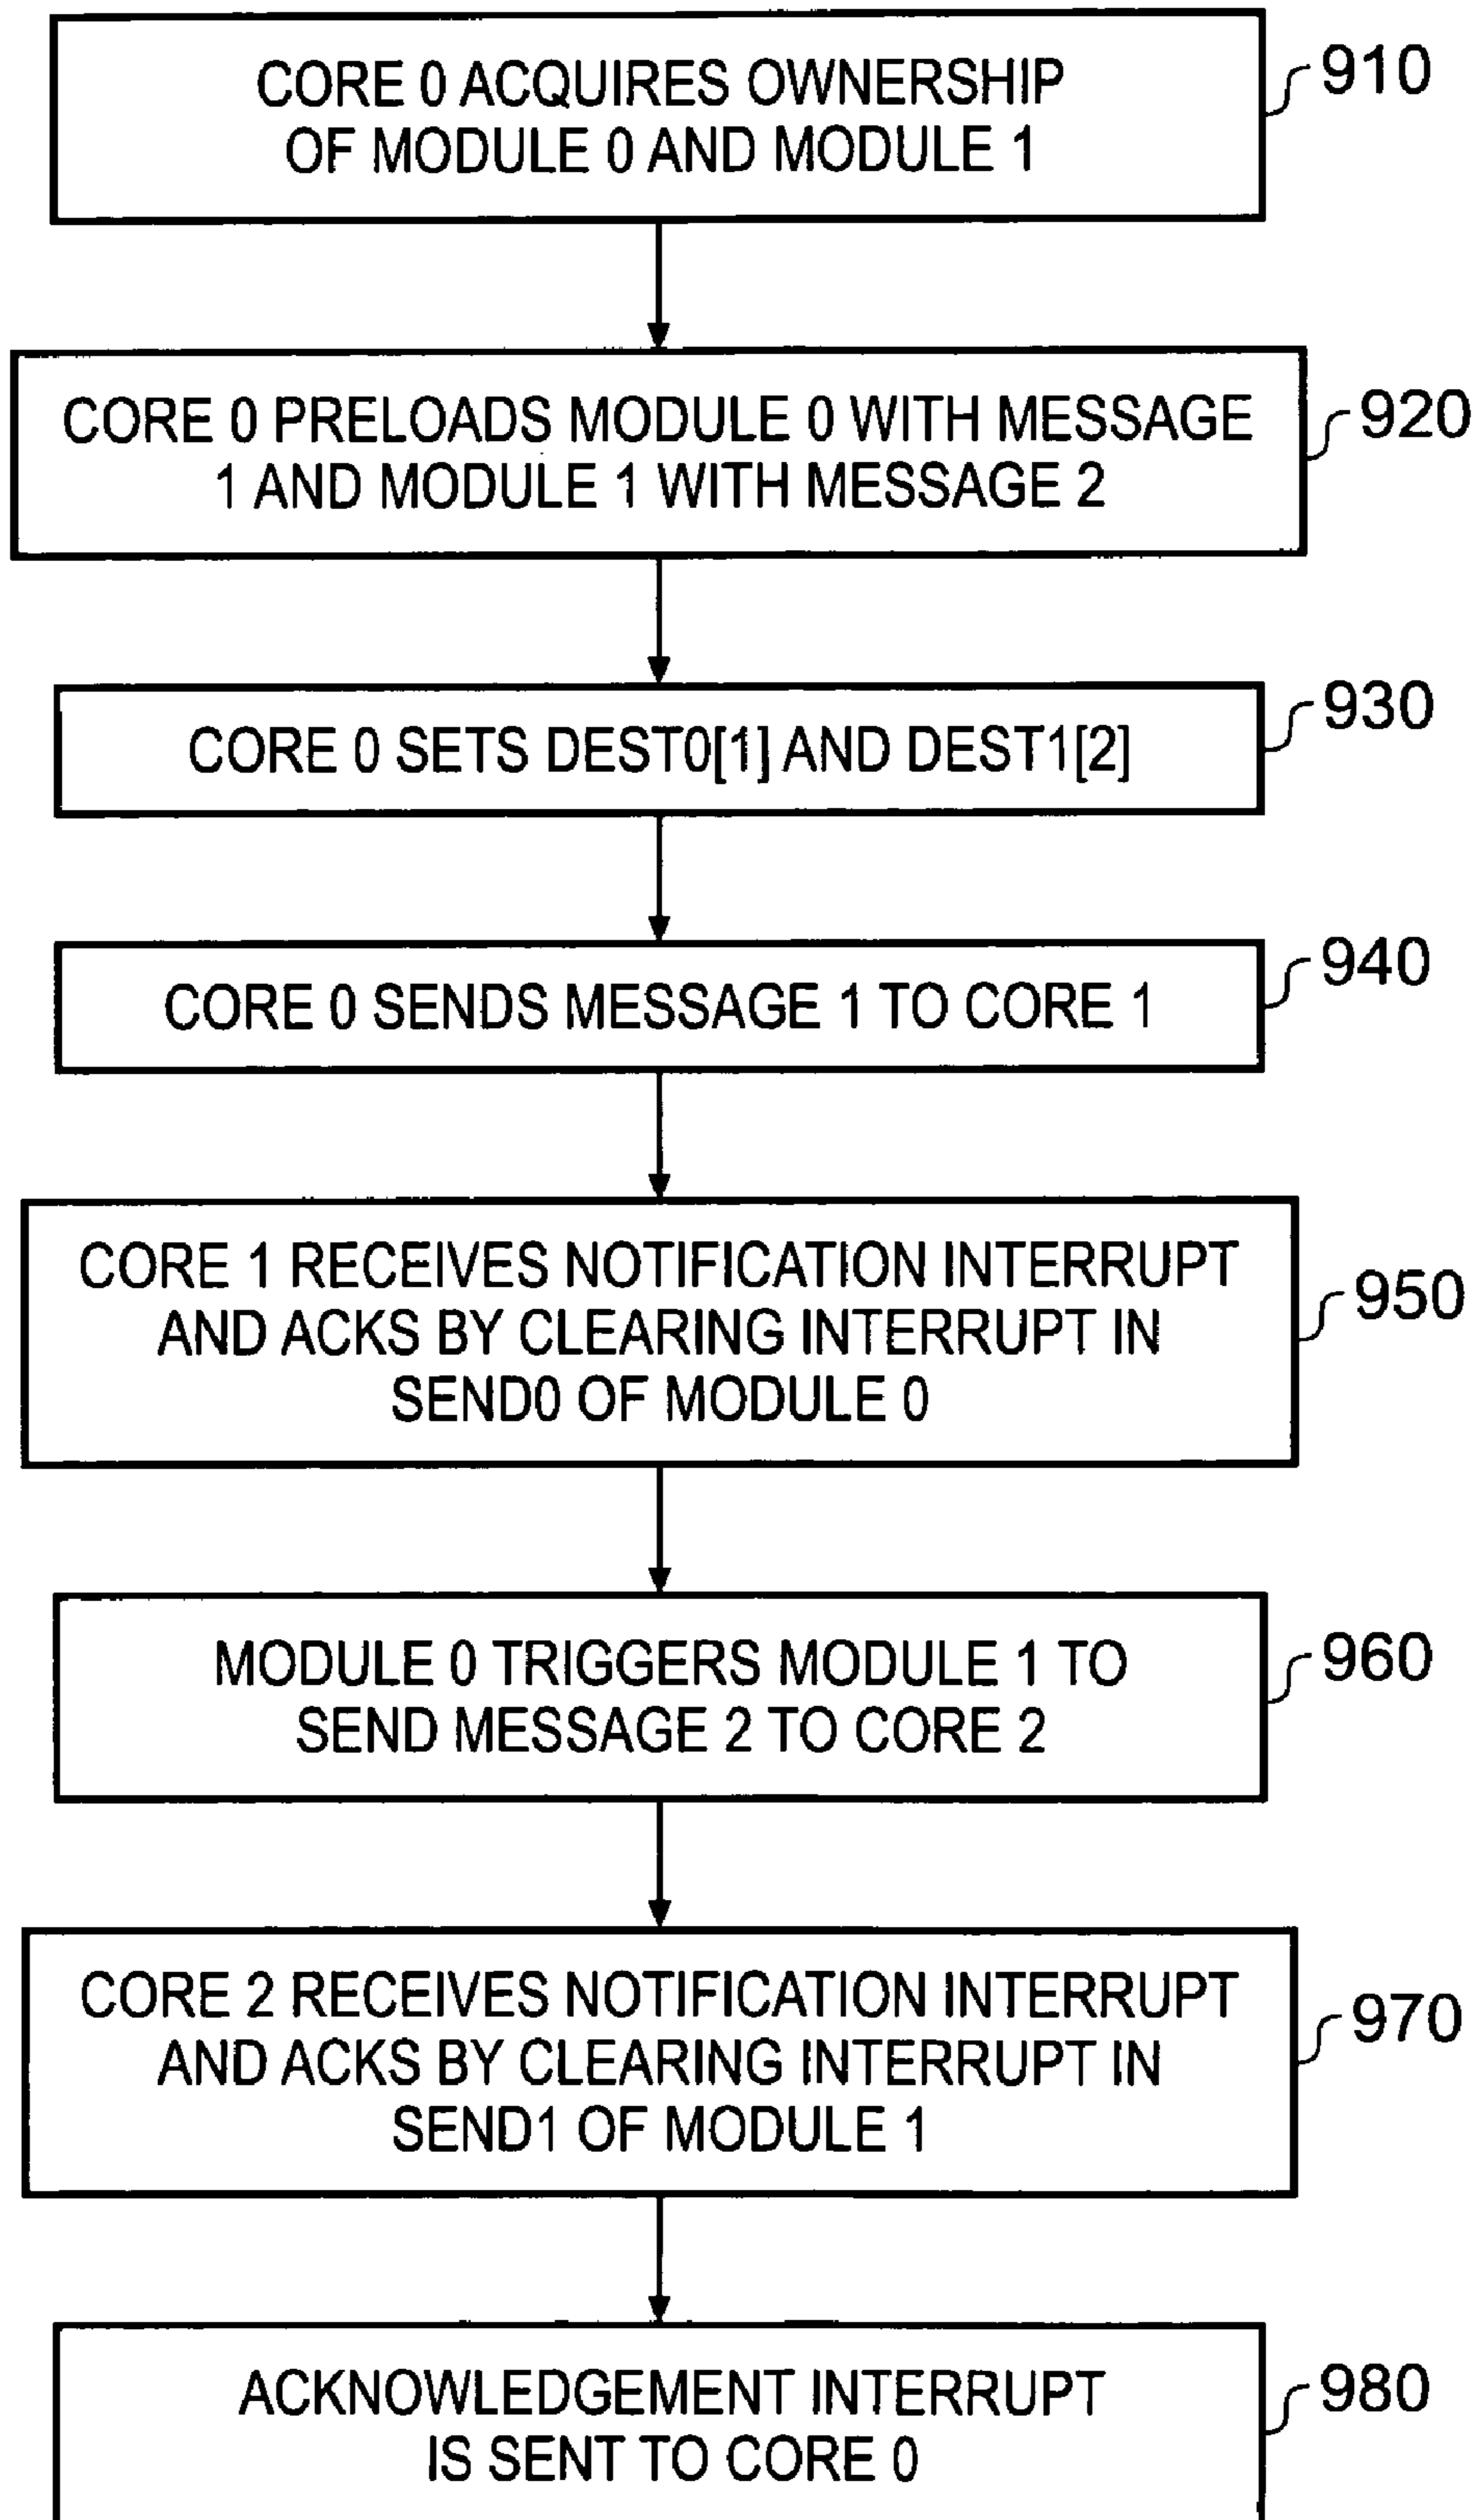 CORE 0 ACQUIRES OWNERSHIP
OF MODULE 0 AND MODULE 1
910
CORE 0 PRELOADS MODULE 0 WITH MESSAGE
1 AND MODULE 1 WITH MESSAGE 2
920
CORE 0 SETS DEST0[1] AND DEST1[2]
930
CORE 0 SENDS MESSAGE 1 TO CORE 1
940
CORE 1 RECEIVES NOTIFICATION INTERRUPT
AND ACKS BY CLEARING INTERRUPT IN
SEND0 OF MODULE 0
950
MODULE 0 TRIGGERS MODULE 1 TO
SEND MESSAGE 2 TO CORE 2
960
CORE 2 RECEIVES NOTIFICATION INTERRUPT
AND ACKS BY CLEARING INTERRUPT IN
SEND1 OF MODULE 1
970
ACKNOWLEDGEMENT INTERRUPT
IS SENT TO CORE 0
980